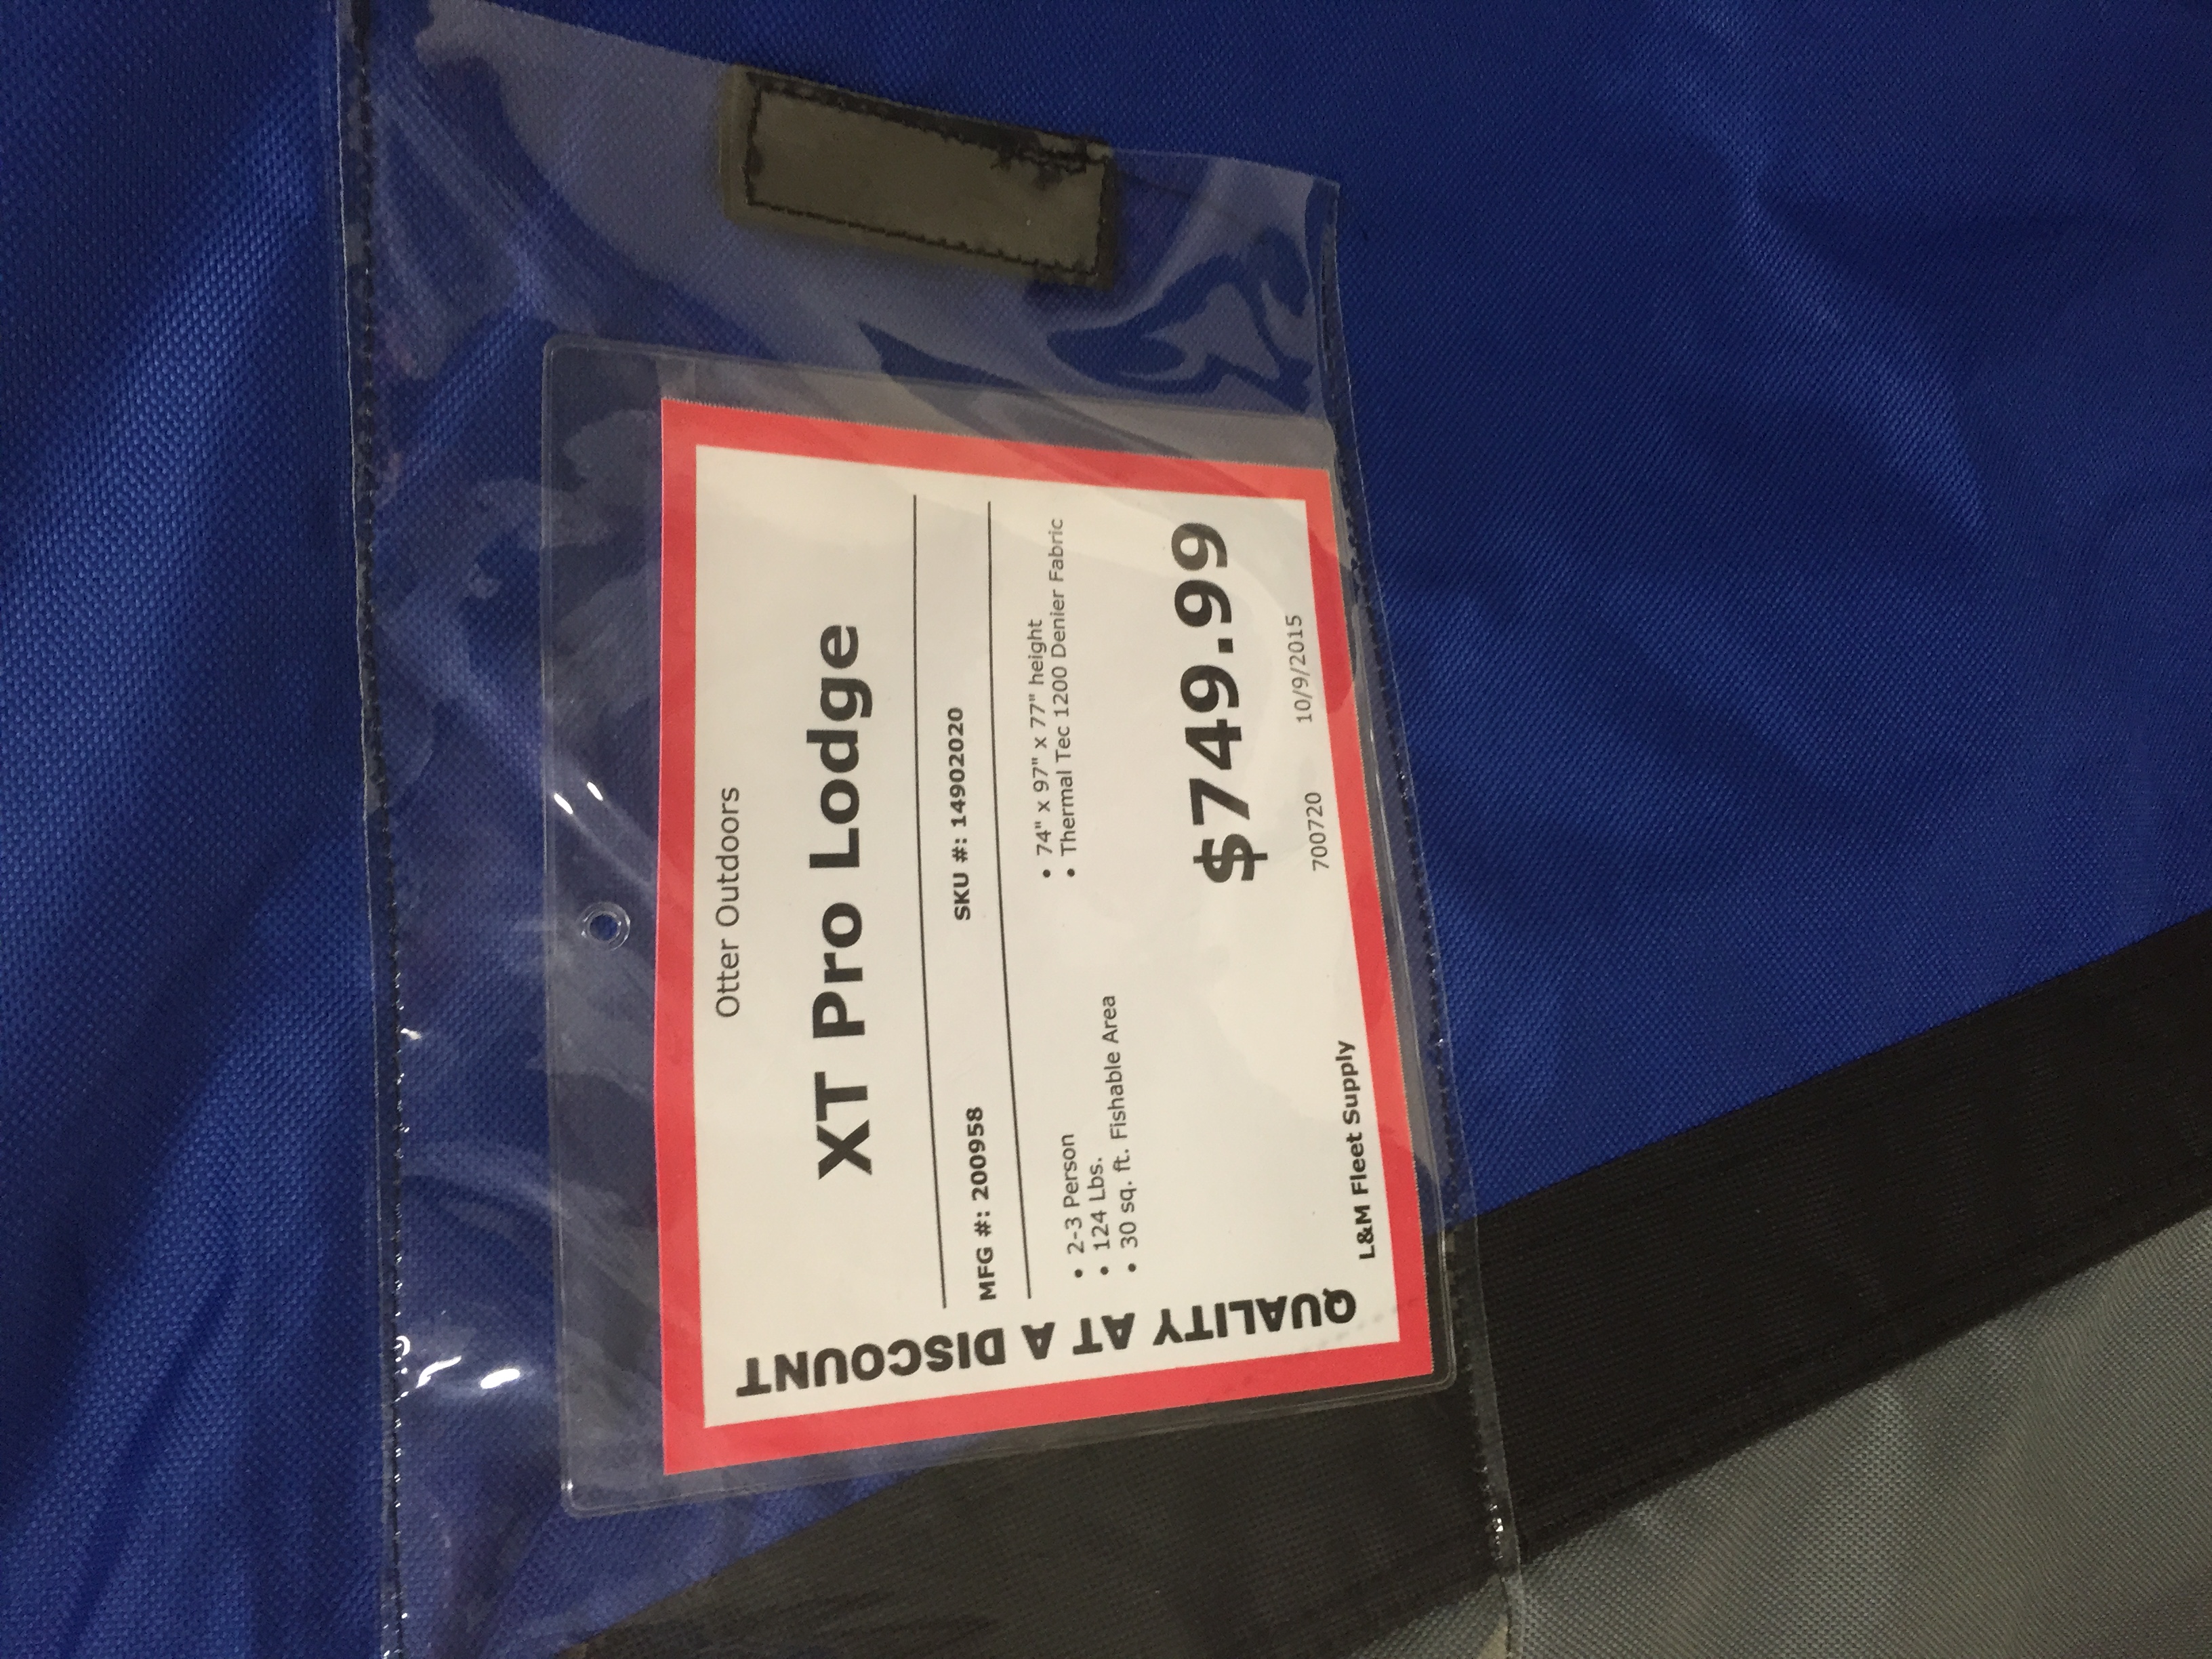 Otter Outdoors
XT Pro Lodge
MFG #: 200958 SKU #: 14902020
• 2-3 Person
• 124 Lbs.
• 30 sq. ft. Fishable Area
• 74" x 97" x 77" height
• Thermal Tec 1200 Denier Fabric
$749.99
L&M Fleet Supply 700720 10/9/2015
QUALITY AT A DISCOUNT